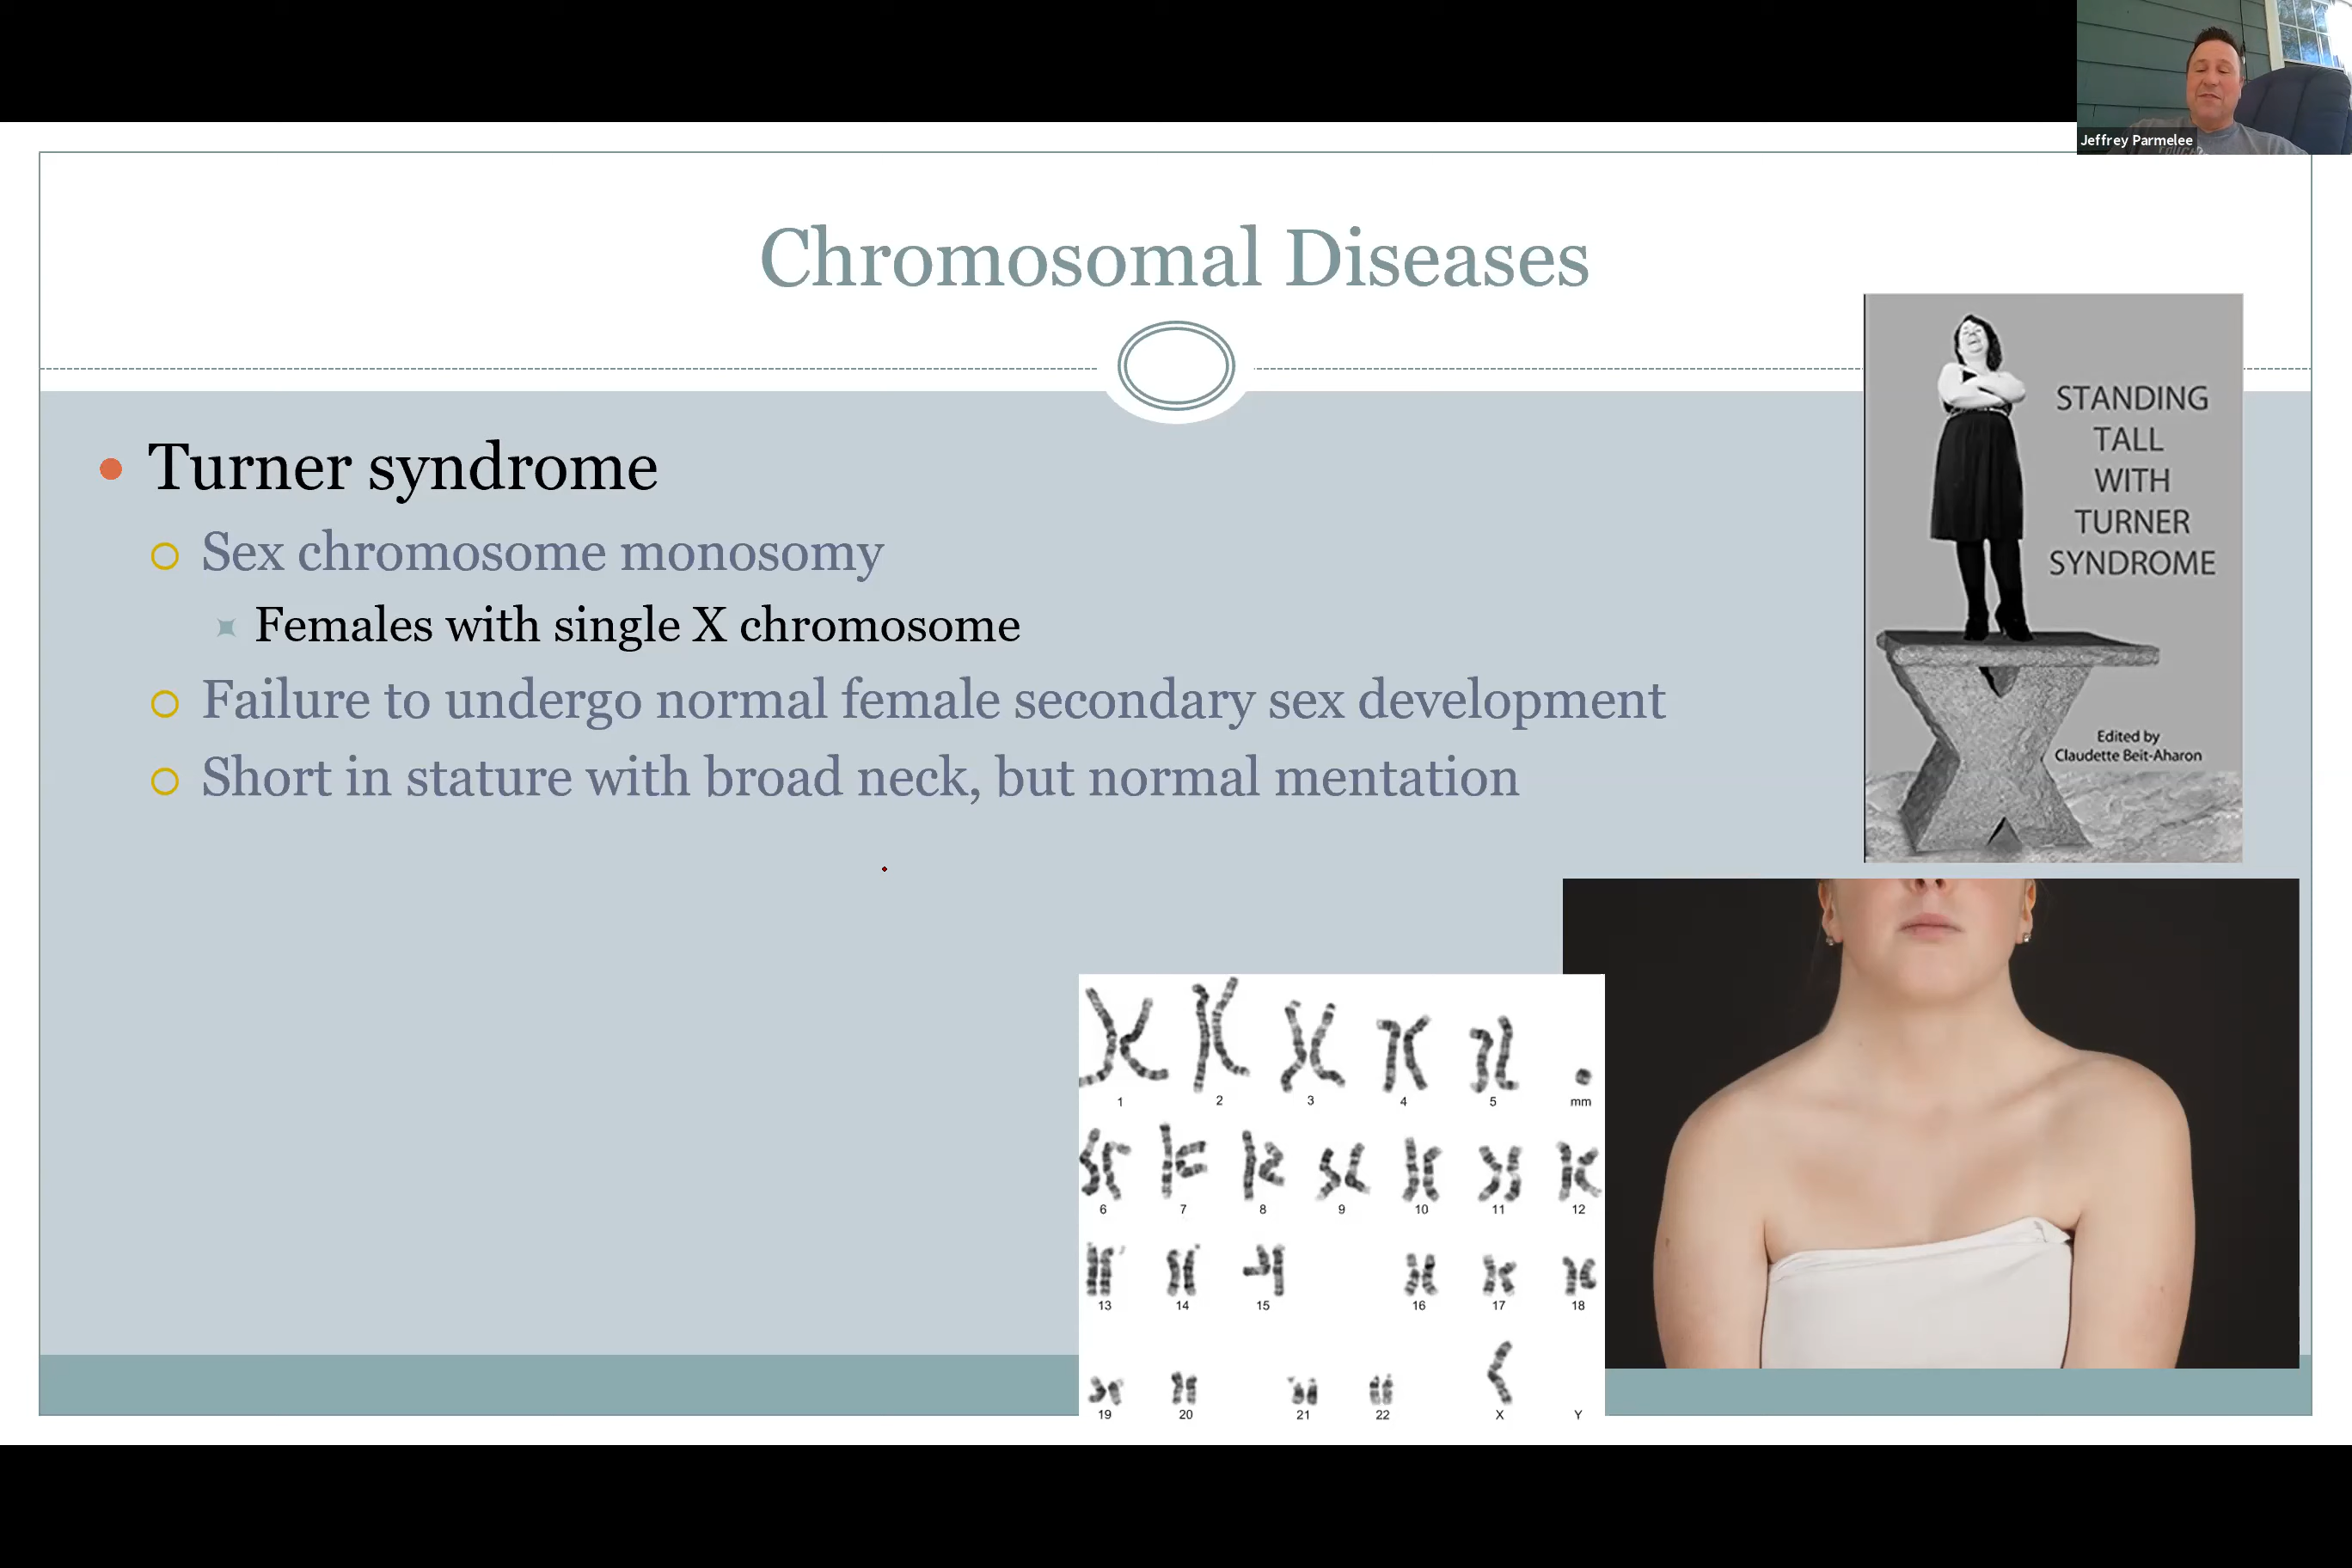 Jeffrey Parmelee
Chromosomal Diseases
Turner syndrome
Sex chromosome monosomy
Females with single X chromosome
Failure to undergo normal female secondary sex development
Short in stature with broad neck, but normal mentation
STANDING
TALL
WITH
TURNER
SYNDROME
Edited by
Claudette Beit-Aharon
1 2 3 4 5 mm
6 7 8 9 10 11 12
13 14 15 16 17 18
19 20 21 22 X Y